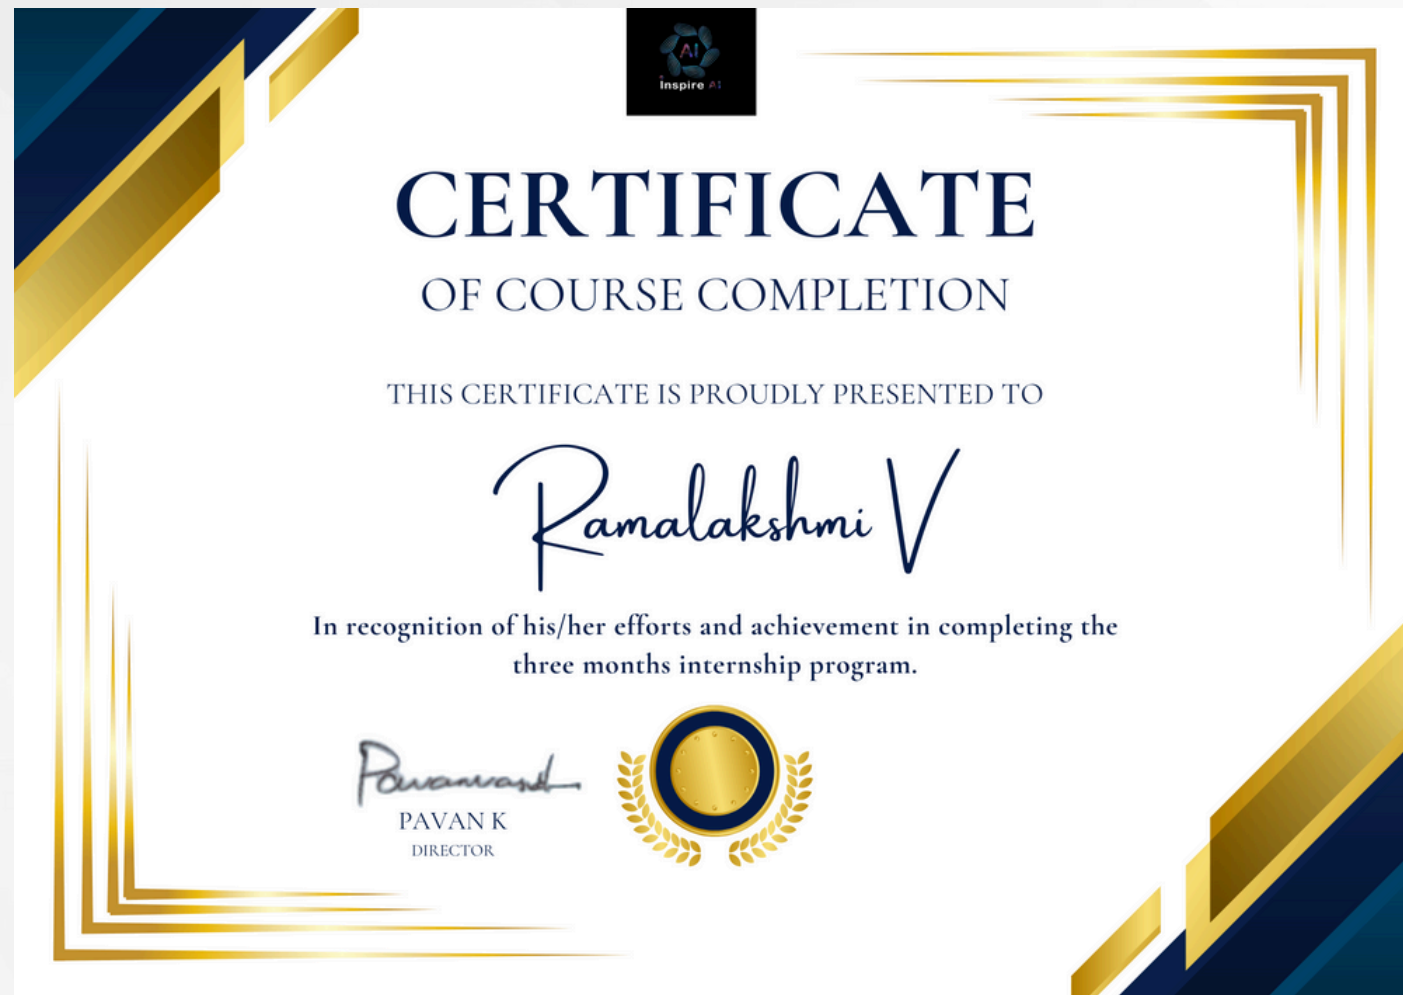 AI
inspire AI
CERTIFICATE
OF COURSE COMPLETION
THIS CERTIFICATE IS PROUDLY PRESENTED TO
Ramalakshmi V
In recognition of his/her efforts and achievement in completing the
three months internship program.
PAVAN K
DIRECTOR